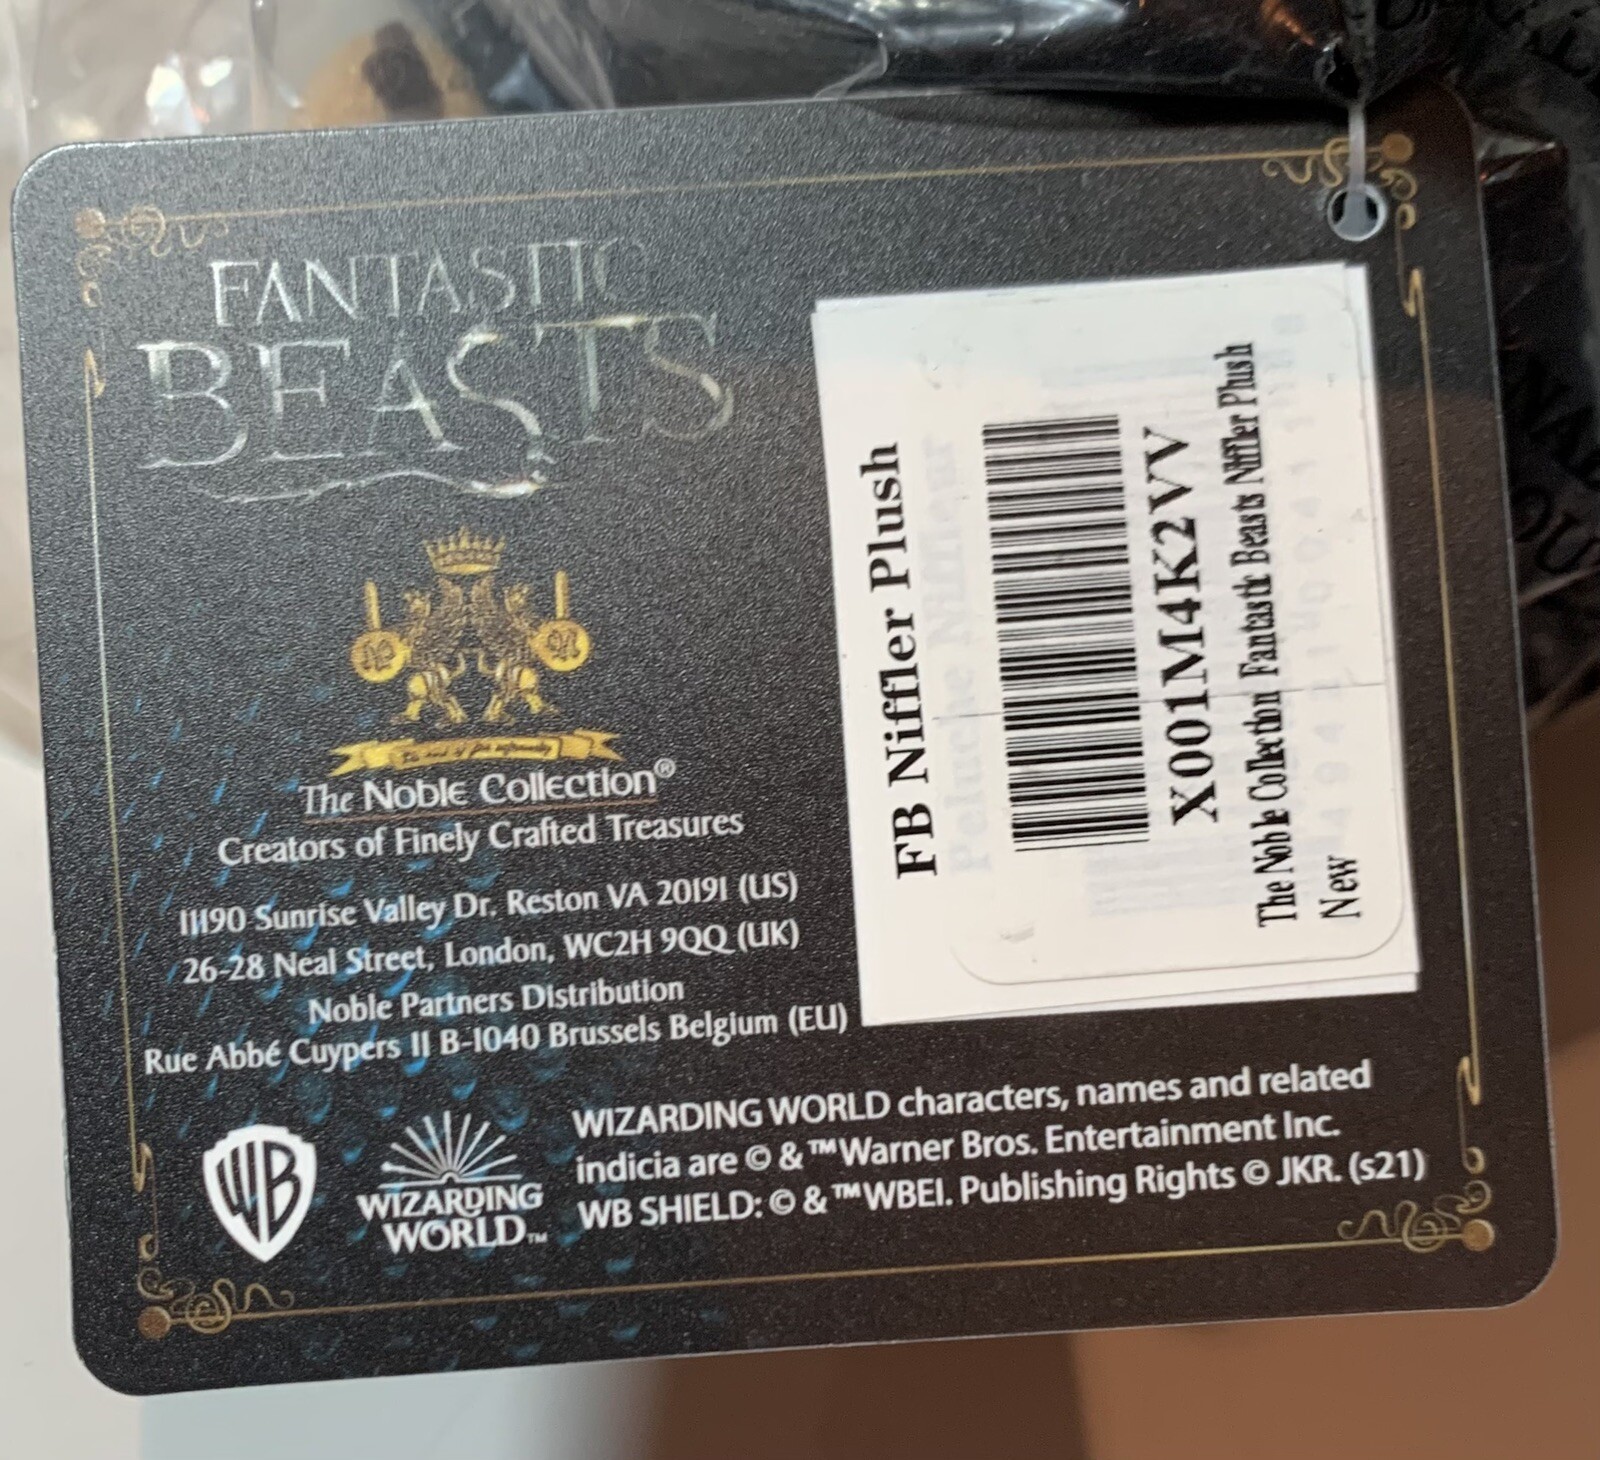 FANTASTIC
BEASTS
The Noble Collection®
Creators of Finely Crafted Treasures
11190 Sunrise Valley Dr. Reston VA 20191 (US)
26-28 Neal Street, London, WC2H 9QQ (UK)
Noble Partners Distribution
Rue Abbé Cuypers 11 B-1040 Brussels Belgium (EU)
FB Niffler Plush
X001M4K2VV
The Noble Collection Fantastic Beasts Niffler Plush
New
WB
WIZARDING
WORLD™
WIZARDING WORLD characters, names and related
indicia are © & ™ Warner Bros. Entertainment Inc.
WB SHIELD: © & ™ WBEI. Publishing Rights © JKR. (s21)